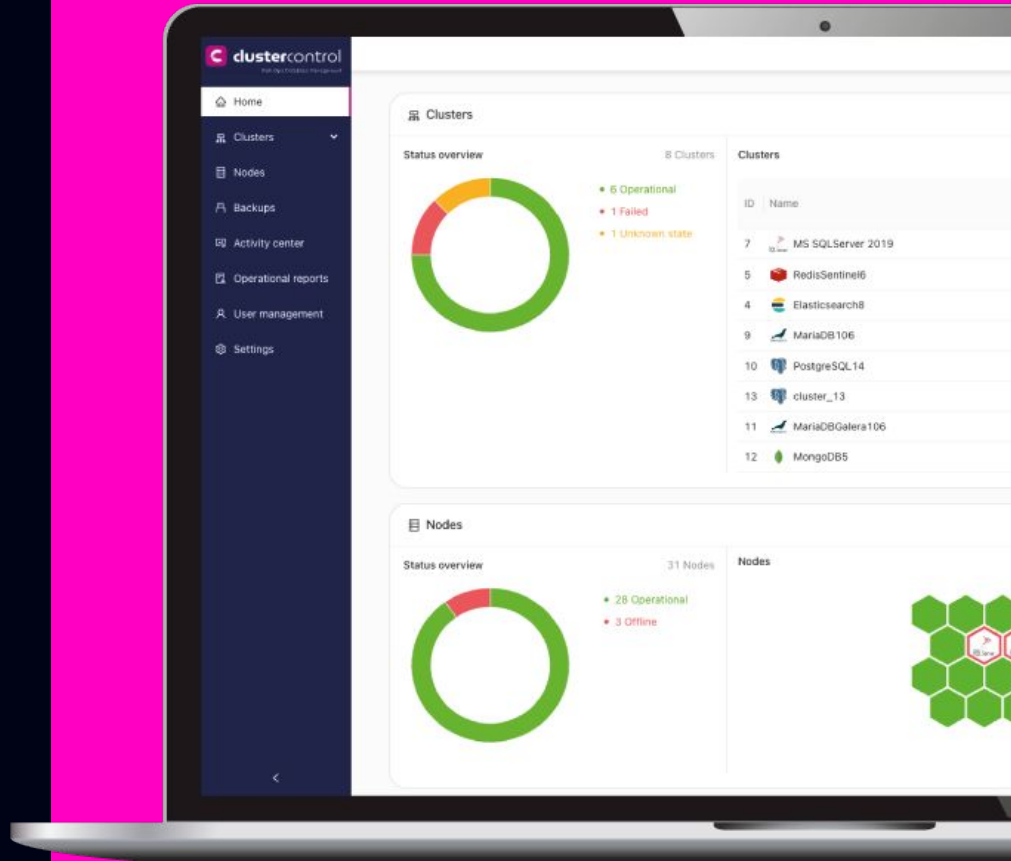 clustercontrol
Home
Clusters
Nodes
Backups
Activity center
Operational reports
User management
Settings
Clusters
Status overview
8 Clusters
6 Operational
1 Failed
1 Unknown state
Clusters
ID Name
7 MS SQLServer 2019
5 RedisSentinel6
4 Elasticsearch8
9 MariaDB106
10 PostgreSQL14
13 cluster_13
11 MariaDBGalera106
12 MongoDB5
Nodes
Status overview
31 Nodes
28 Operational
3 Offline
Nodes